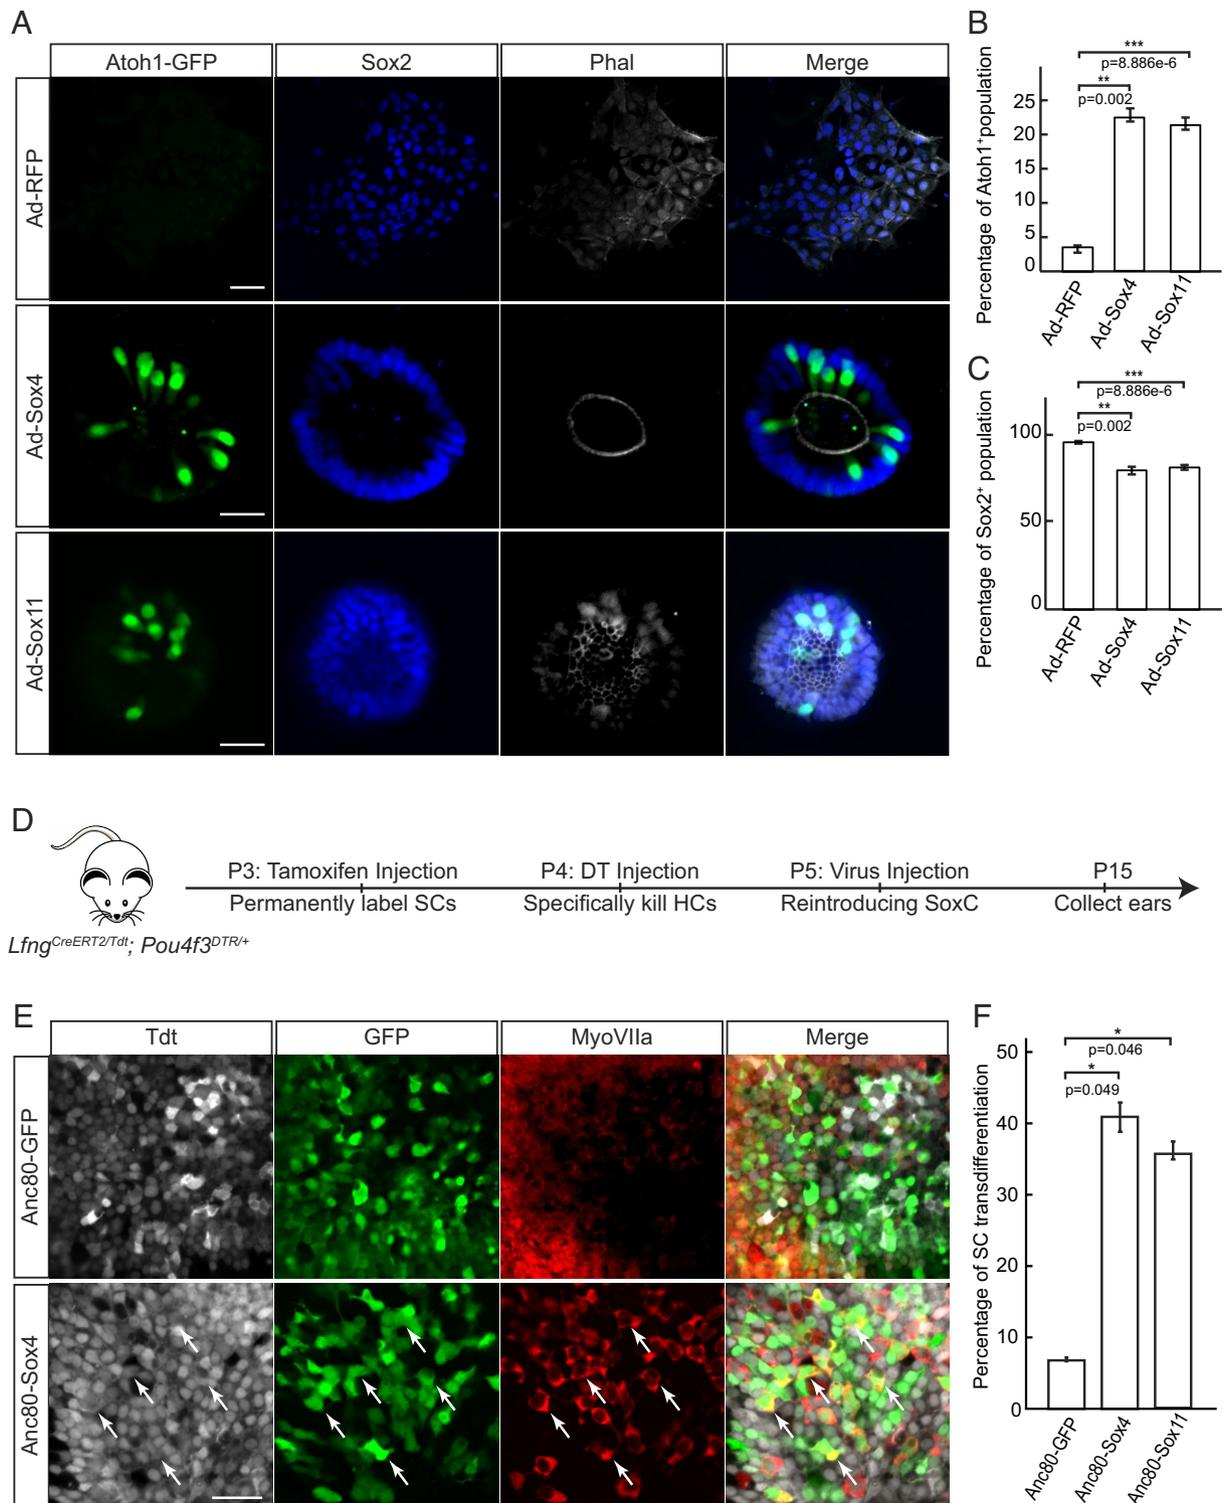 A
Atoh1-GFP Sox2 Phal Merge
Ad-RFP
Ad-Sox4
Ad-Sox11
B
***
p=8.886e-6
**
p=0.002
Percentage of Atoh1⁺population
25
20
15
10
5
0
Ad-RFP Ad-Sox4 Ad-Sox11
C
***
p=8.886e-6
**
p=0.002
Percentage of Sox2⁺ population
100
50
0
Ad-RFP Ad-Sox4 Ad-Sox11
D
P3: Tamoxifen Injection P4: DT Injection P5: Virus Injection P15
Permanently label SCs Specifically kill HCs Reintroducing SoxC Collect ears
Lfng^CreERT2/Tdt; Pou4f3^DTR/+
E
Tdt GFP MyoVIIa Merge
Anc80-GFP
Anc80-Sox4
F
*
p=0.046
*
p=0.049
Percentage of SC transdifferentiation
50
40
30
20
10
0
Anc80-GFP Anc80-Sox4 Anc80-Sox11